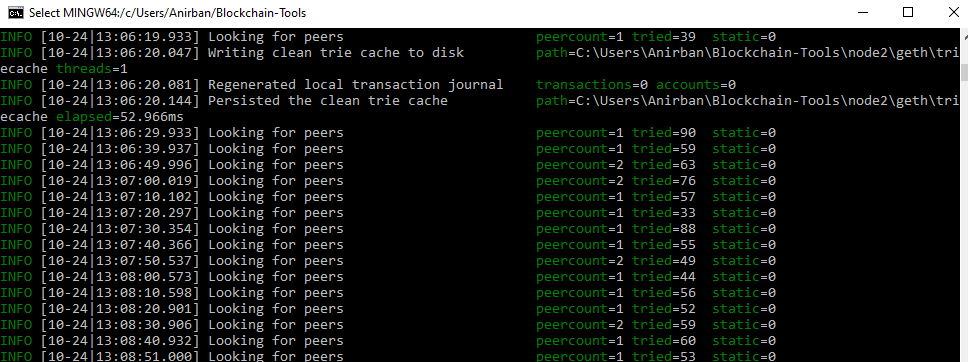 Select MINGW64:/c/Users/Anirban/Blockchain-Tools
INFO [10-24|13:06:19.933] Looking for peers peercount=1 tried=39 static=0
INFO [10-24|13:06:20.047] Writing clean trie cache to disk path=C:\Users\Anirban\Blockchain-Tools\node2\geth\tri
ecache threads=1
INFO [10-24|13:06:20.081] Regenerated local transaction journal transactions=0 accounts=0
INFO [10-24|13:06:20.144] Persisted the clean trie cache path=C:\Users\Anirban\Blockchain-Tools\node2\geth\tri
ecache elapsed=52.966ms
INFO [10-24|13:06:29.933] Looking for peers peercount=1 tried=90 static=0
INFO [10-24|13:06:39.937] Looking for peers peercount=1 tried=59 static=0
INFO [10-24|13:06:49.996] Looking for peers peercount=2 tried=63 static=0
INFO [10-24|13:07:00.019] Looking for peers peercount=2 tried=76 static=0
INFO [10-24|13:07:10.102] Looking for peers peercount=1 tried=57 static=0
INFO [10-24|13:07:20.297] Looking for peers peercount=1 tried=33 static=0
INFO [10-24|13:07:30.354] Looking for peers peercount=1 tried=88 static=0
INFO [10-24|13:07:40.366] Looking for peers peercount=1 tried=55 static=0
INFO [10-24|13:07:50.537] Looking for peers peercount=2 tried=49 static=0
INFO [10-24|13:08:00.573] Looking for peers peercount=1 tried=44 static=0
INFO [10-24|13:08:10.598] Looking for peers peercount=1 tried=56 static=0
INFO [10-24|13:08:20.901] Looking for peers peercount=1 tried=52 static=0
INFO [10-24|13:08:30.906] Looking for peers peercount=2 tried=59 static=0
INFO [10-24|13:08:40.932] Looking for peers peercount=1 tried=60 static=0
INFO [10-24|13:08:51.000] Looking for peers peercount=1 tried=53 static=0